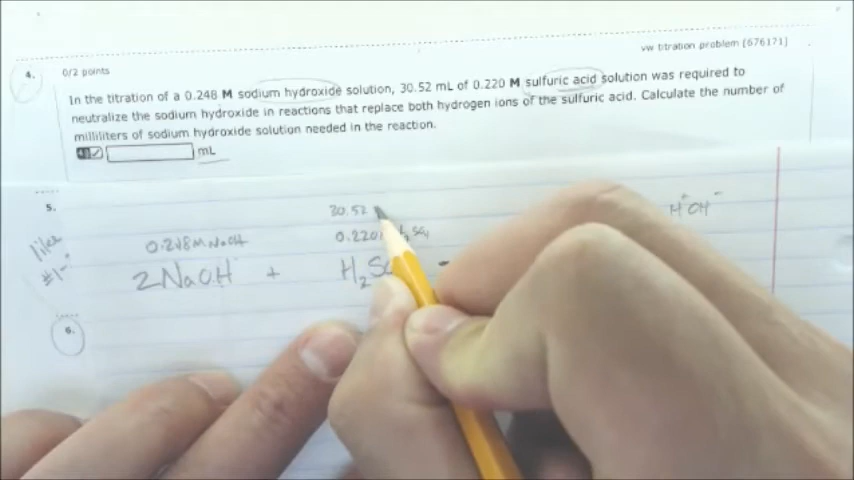 vw titration problem [676171]
4. 0/2 points
In the titration of a 0.248 M sodium hydroxide solution, 30.52 mL of 0.220 M sulfuric acid solution was required to
neutralize the sodium hydroxide in reactions that replace both hydrogen ions of the sulfuric acid. Calculate the number of
milliliters of sodium hydroxide solution needed in the reaction.
mL
5.
30.52
H⁺OH⁻
like
#1
0.248M NaOH
0.220
SO₄
2NaOH + H₂S
6.